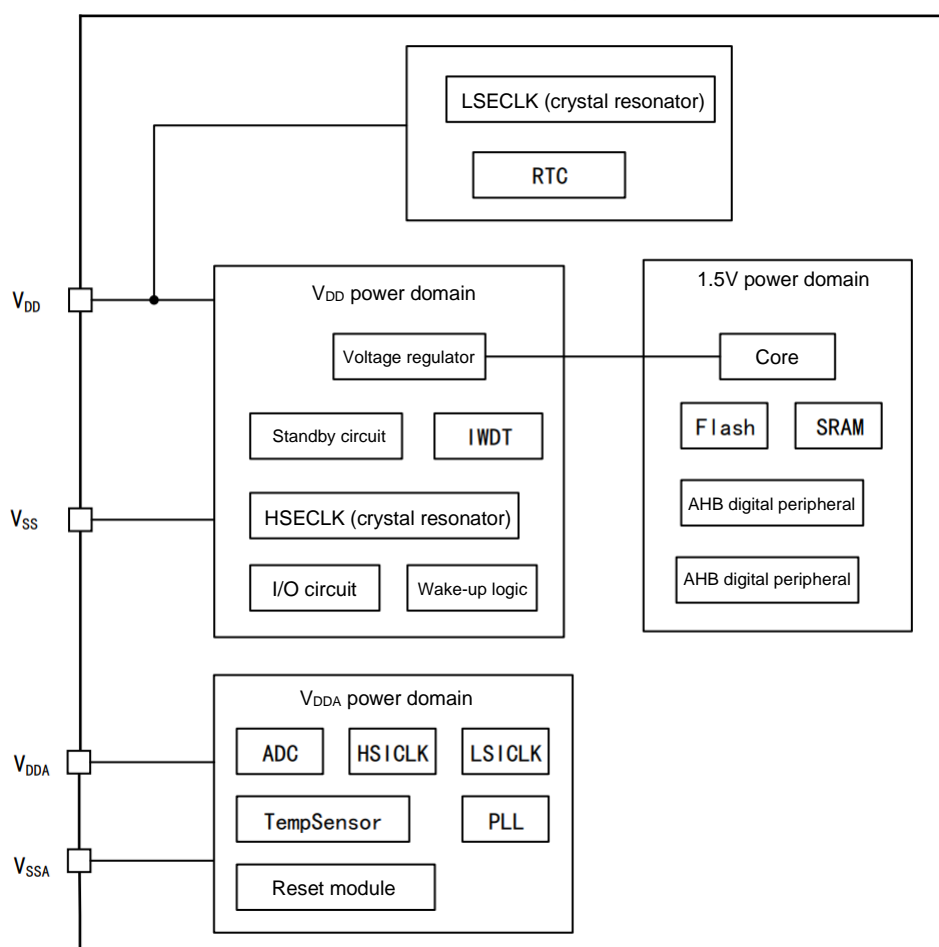 LSECLK (crystal resonator)
RTC
VDD
VDD power domain
Voltage regulator
Standby circuit
IWDT
HSECLK (crystal resonator)
I/O circuit
Wake-up logic
VSS
1.5V power domain
Core
Flash
SRAM
AHB digital peripheral
AHB digital peripheral
VDDA power domain
VDDA
ADC
HSICLK
LSICLK
TempSensor
PLL
VSSA
Reset module